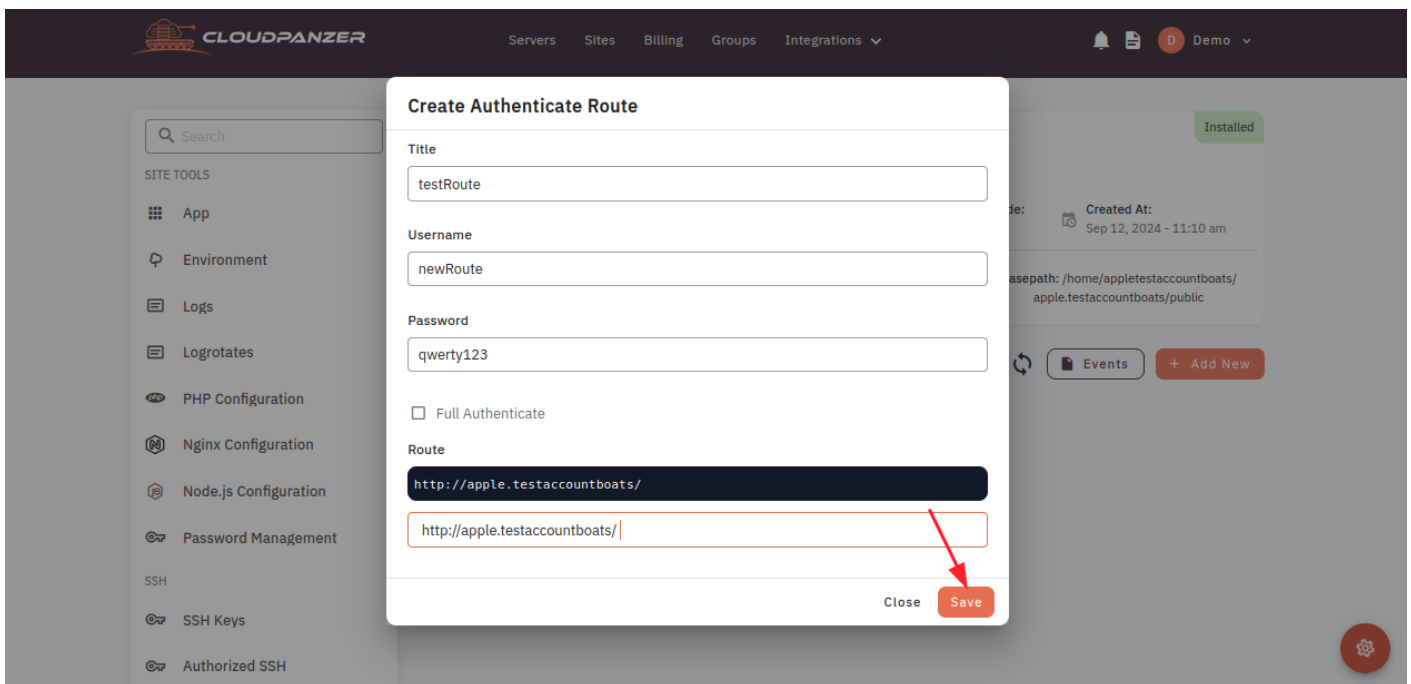 CLOUDPANZER
Servers Sites Billing Groups Integrations
D Demo
Search
SITE TOOLS
App
Environment
Logs
Logrotates
PHP Configuration
Nginx Configuration
Node.js Configuration
Password Management
SSH
SSH Keys
Authorized SSH
Create Authenticate Route
Title
testRoute
Username
newRoute
Password
qwerty123
Full Authenticate
Route
http://apple.testaccountboats/
http://apple.testaccountboats/
Close Save
Installed
de:
Created At:
Sep 12, 2024 - 11:10 am
asepath: /home/appletestaccountboats/
apple.testaccountboats/public
Events + Add New